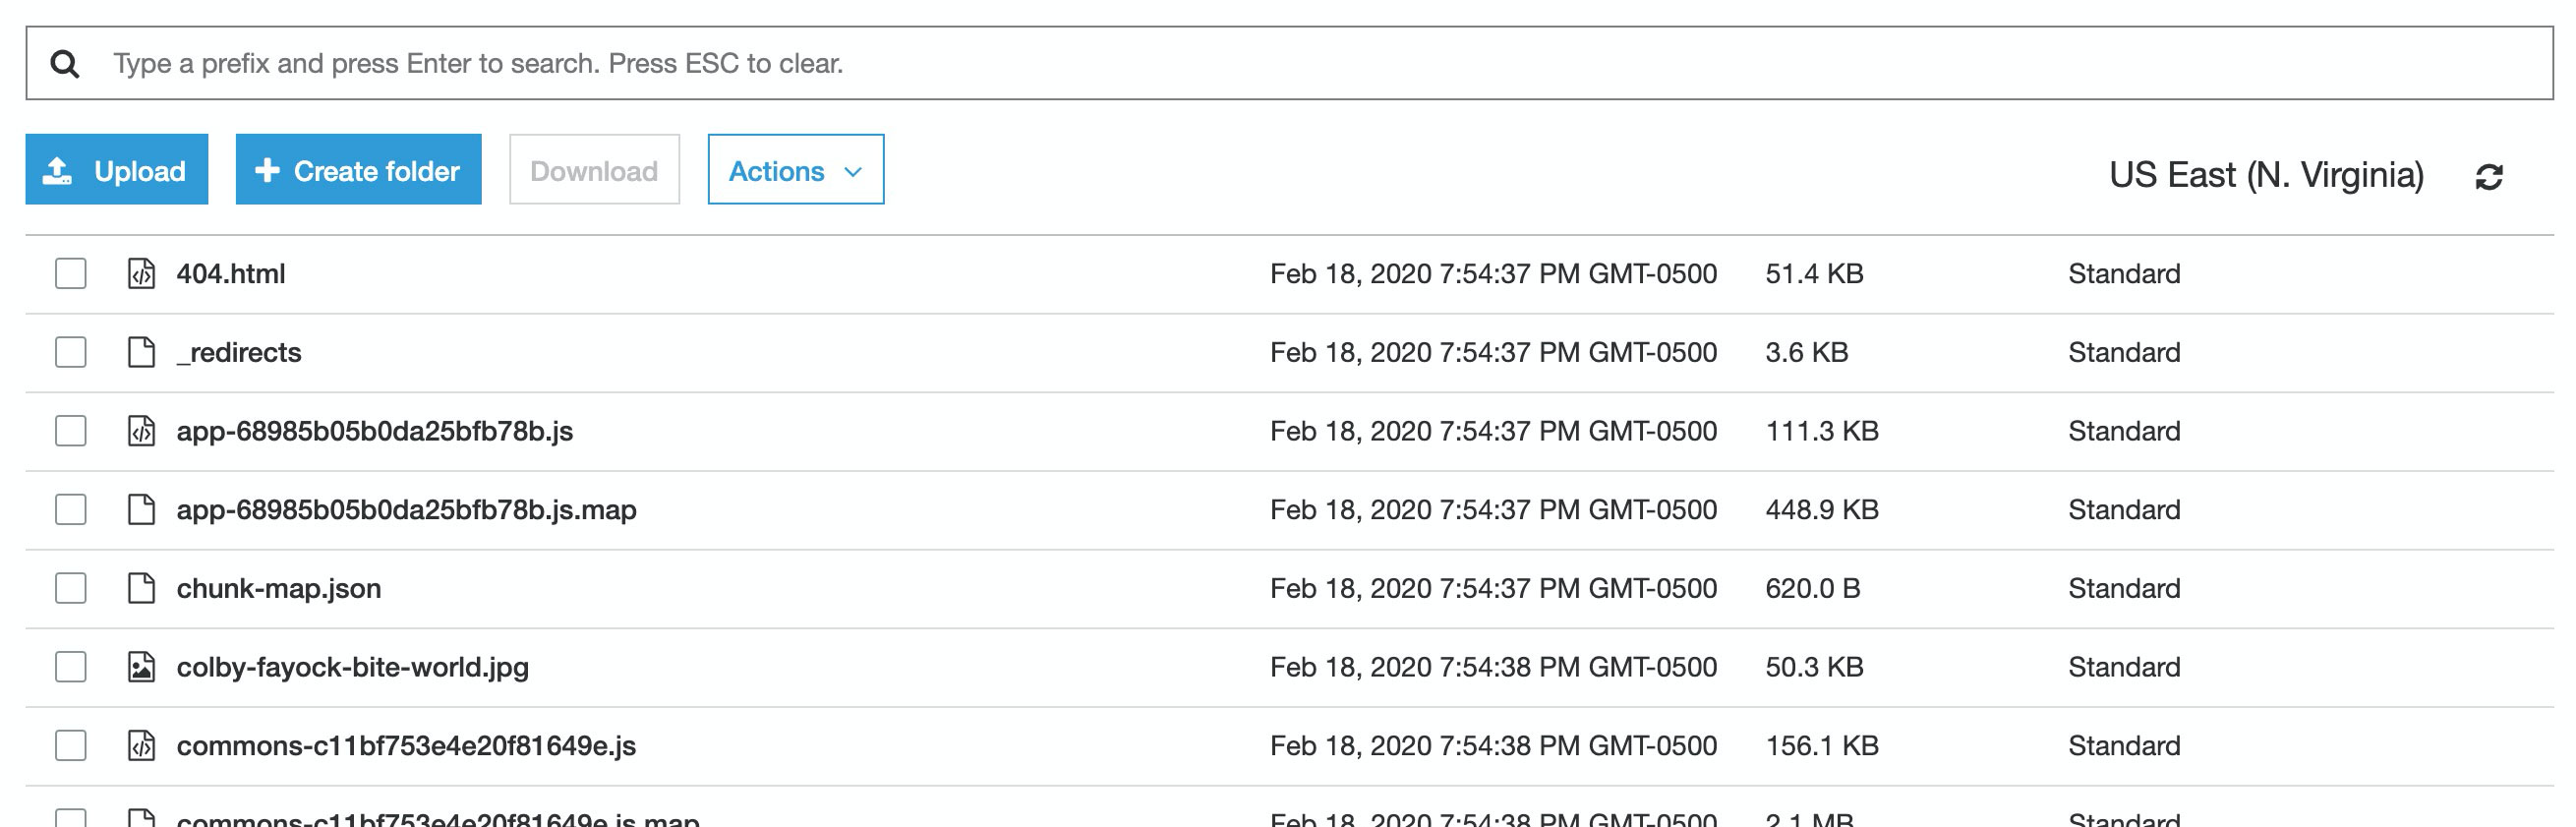 Type a prefix and press Enter to search. Press ESC to clear.
Upload Create folder Download Actions US East (N. Virginia)
404.html Feb 18, 2020 7:54:37 PM GMT-0500 51.4 KB Standard
_redirects Feb 18, 2020 7:54:37 PM GMT-0500 3.6 KB Standard
app-68985b05b0da25bfb78b.js Feb 18, 2020 7:54:37 PM GMT-0500 111.3 KB Standard
app-68985b05b0da25bfb78b.js.map Feb 18, 2020 7:54:37 PM GMT-0500 448.9 KB Standard
chunk-map.json Feb 18, 2020 7:54:37 PM GMT-0500 620.0 B Standard
colby-fayock-bite-world.jpg Feb 18, 2020 7:54:38 PM GMT-0500 50.3 KB Standard
commons-c11bf753e4e20f81649e.js Feb 18, 2020 7:54:38 PM GMT-0500 156.1 KB Standard
commons-c11bf753e4e20f81649e.js.map Feb 18, 2020 7:54:38 PM GMT-0500 2.1 MB Standard